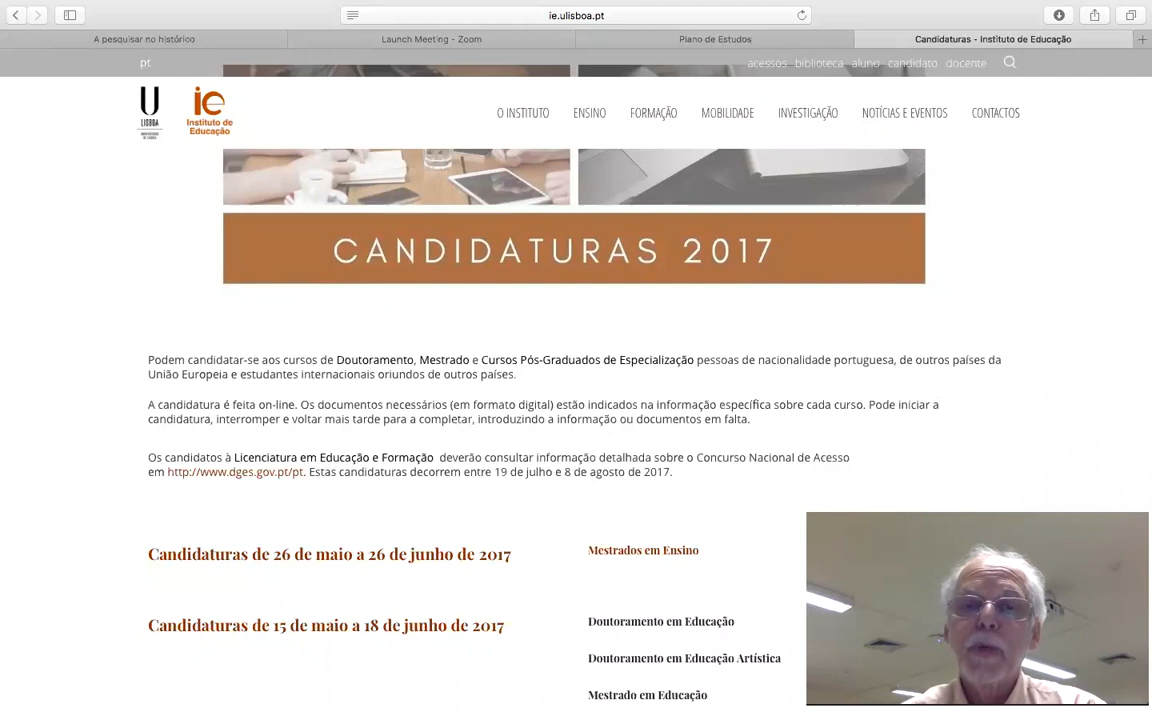 ie.ulisboa.pt
A pesquisar no histórico
Launch Meeting - Zoom
Plano de Estudos
Candidaturas - Instituto de Educação
pt
acessos biblioteca aluno candidato docente
U
LISBOA
ie
Instituto de
Educação
O INSTITUTO ENSINO FORMAÇÃO MOBILIDADE INVESTIGAÇÃO NOTÍCIAS E EVENTOS CONTACTOS
CANDIDATURAS 2017
Podem candidatar-se aos cursos de Doutoramento, Mestrado e Cursos Pós-Graduados de Especialização pessoas de nacionalidade portuguesa, de outros países da
União Europeia e estudantes internacionais oriundos de outros países.
A candidatura é feita on-line. Os documentos necessários (em formato digital) estão indicados na informação específica sobre cada curso. Pode iniciar a
candidatura, interromper e voltar mais tarde para a completar, introduzindo a informação ou documentos em falta.
Os candidatos à Licenciatura em Educação e Formação deverão consultar informação detalhada sobre o Concurso Nacional de Acesso
em http://www.dges.gov.pt/pt. Estas candidaturas decorrem entre 19 de julho e 8 de agosto de 2017.
Candidaturas de 26 de maio a 26 de junho de 2017
Mestrados em Ensino
Candidaturas de 15 de maio a 18 de junho de 2017
Doutoramento em Educação
Doutoramento em Educação Artística
Mestrado em Educação